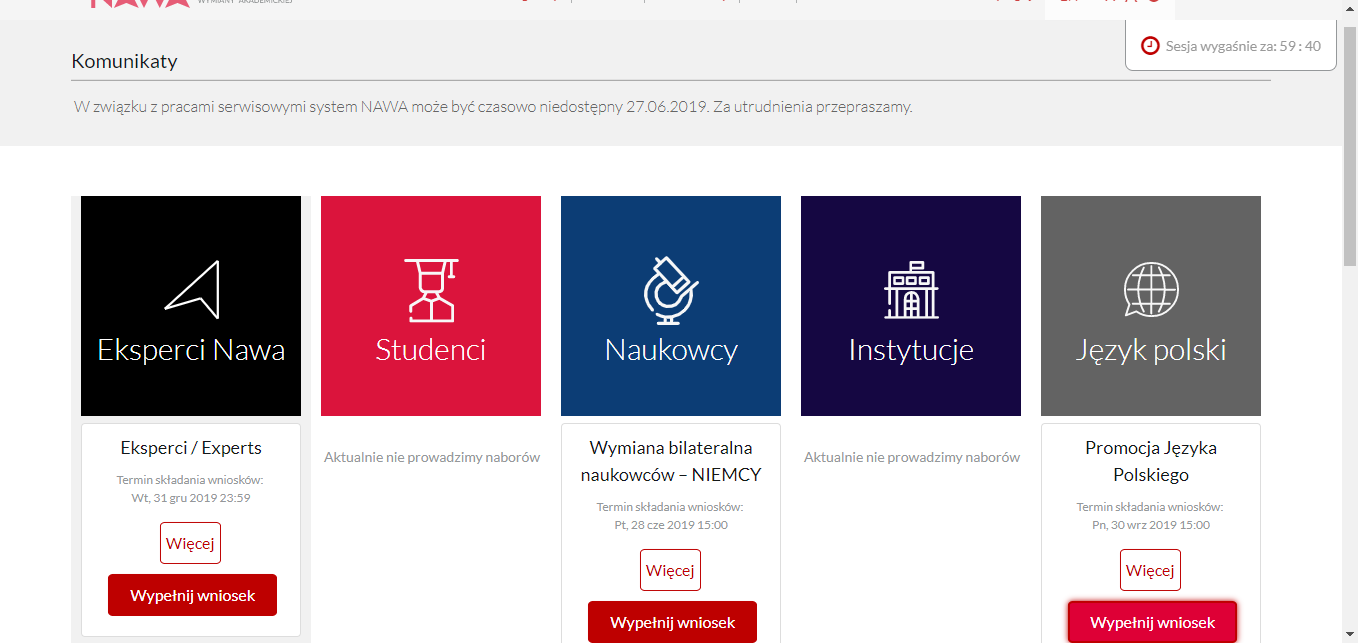 NAWA
WYMIANY AKADEMICKIEJ
Sesja wygaśnie za: 59 : 40
Komunikaty
W związku z pracami serwisowymi system NAWA może być czasowo niedostępny 27.06.2019. Za utrudnienia przepraszamy.
Eksperci Nawa
Eksperci / Experts
Termin składania wniosków:
Wt, 31 gru 2019 23:59
Więcej
Wypełnij wniosek
Studenci
Aktualnie nie prowadzimy naborów
Naukowcy
Wymiana bilateralna
naukowców – NIEMCY
Termin składania wniosków:
Pt, 28 cze 2019 15:00
Więcej
Wypełnij wniosek
Instytucje
Aktualnie nie prowadzimy naborów
Język polski
Promocja Języka
Polskiego
Termin składania wniosków:
Pn, 30 wrz 2019 15:00
Więcej
Wypełnij wniosek